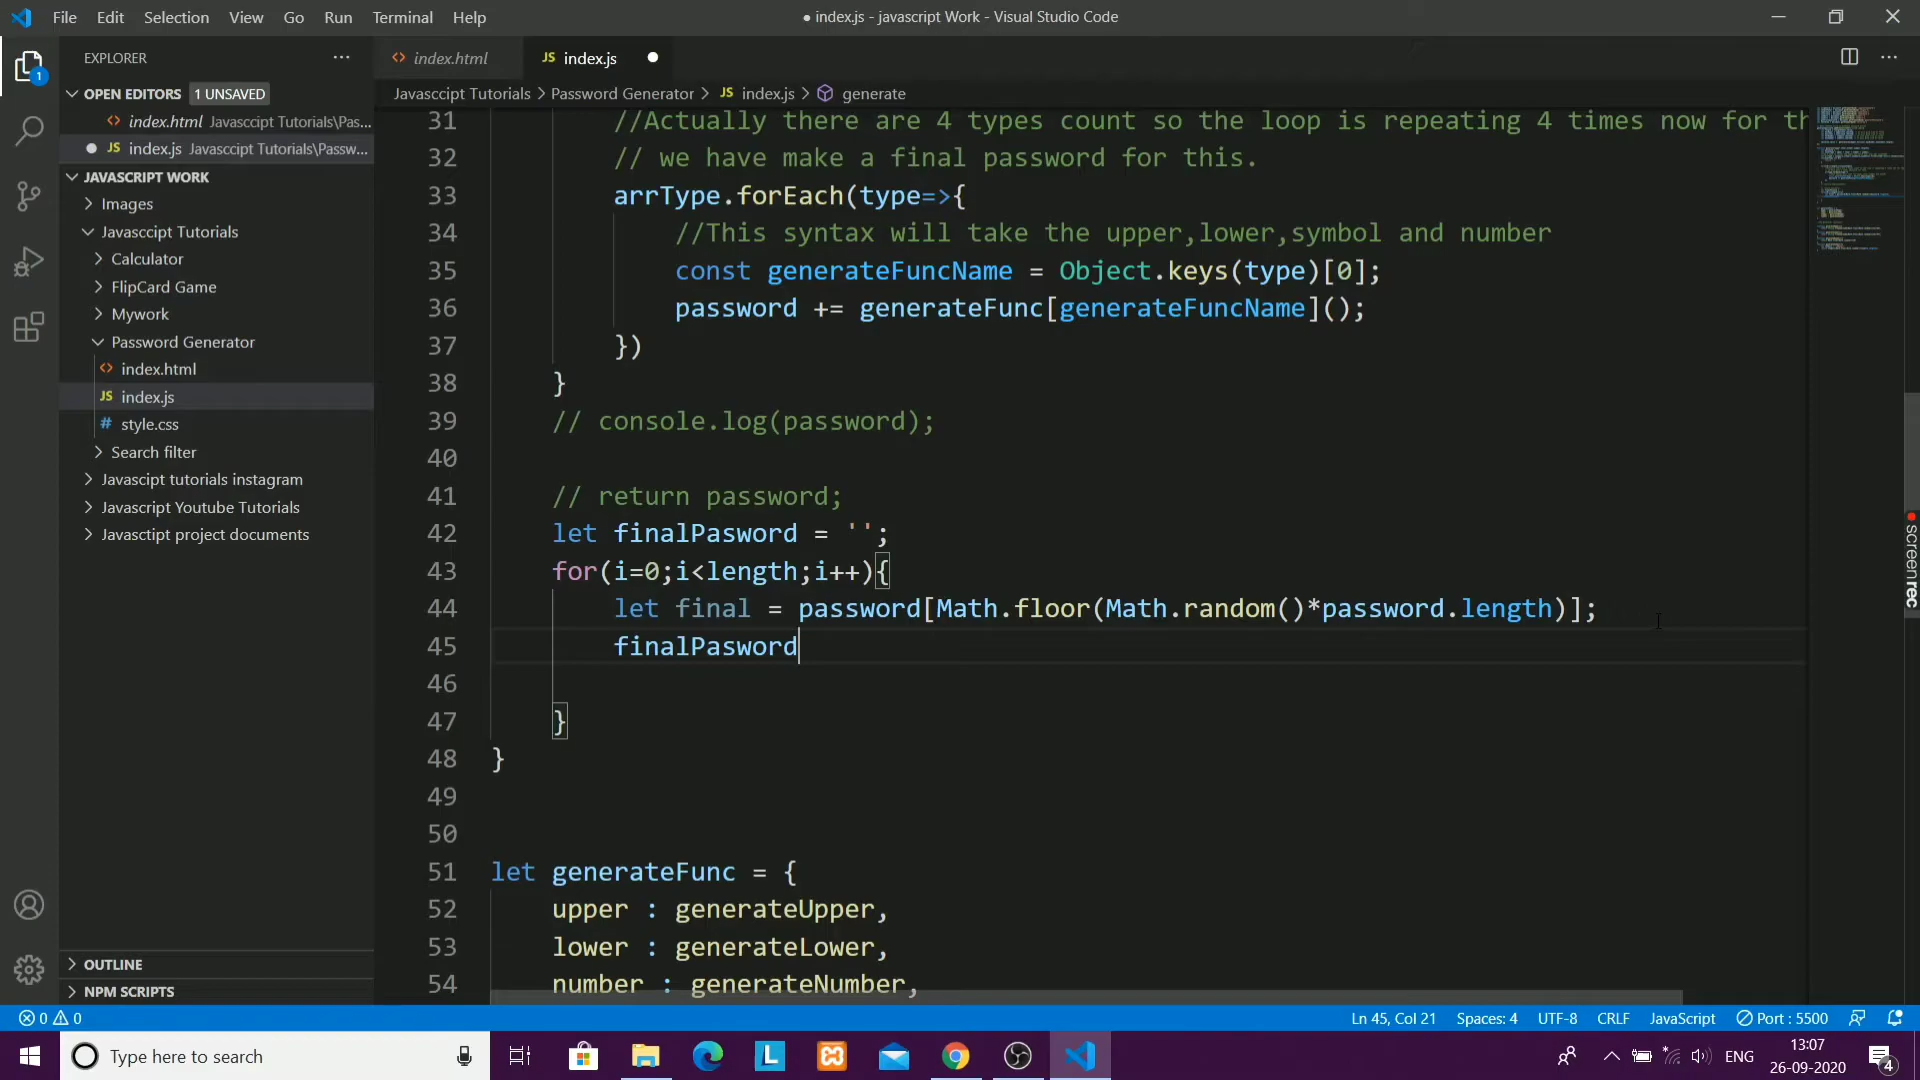 File Edit Selection View Go Run Terminal Help
● index.js - javascript Work - Visual Studio Code
EXPLORER
OPEN EDITORS 1 UNSAVED
index.html Javasccipt Tutorials\Pas...
JS index.js Javasccipt Tutorials\Passw...
JAVASCRIPT WORK
Images
Javasccipt Tutorials
Calculator
FlipCard Game
Mywork
Password Generator
index.html
JS index.js
# style.css
Search filter
Javascipt tutorials instagram
Javascript Youtube Tutorials
Javasctipt project documents
OUTLINE
NPM SCRIPTS
1
index.html
JS index.js
Javasccipt Tutorials > Password Generator > JS index.js > generate
31 //Actually there are 4 types count so the loop is repeating 4 times now for th
32 // we have make a final password for this.
33 arrType.forEach(type=>{
34 //This syntax will take the upper,lower,symbol and number
35 const generateFuncName = Object.keys(type)[0];
36 password += generateFunc[generateFuncName]();
37 })
38 }
39 // console.log(password);
40
41 // return password;
42 let finalPasword = '';
43 for(i=0;i<length;i++){
44 let final = password[Math.floor(Math.random()*password.length)];
45 finalPasword
46
47 }
48 }
49
50
51 let generateFunc = {
52 upper : generateUpper,
53 lower : generateLower,
54 number : generateNumber,
screenrec
0 0
Ln 45, Col 21 Spaces: 4 UTF-8 CRLF JavaScript Port : 5500
Type here to search
L
ENG
13:07
26-09-2020
4